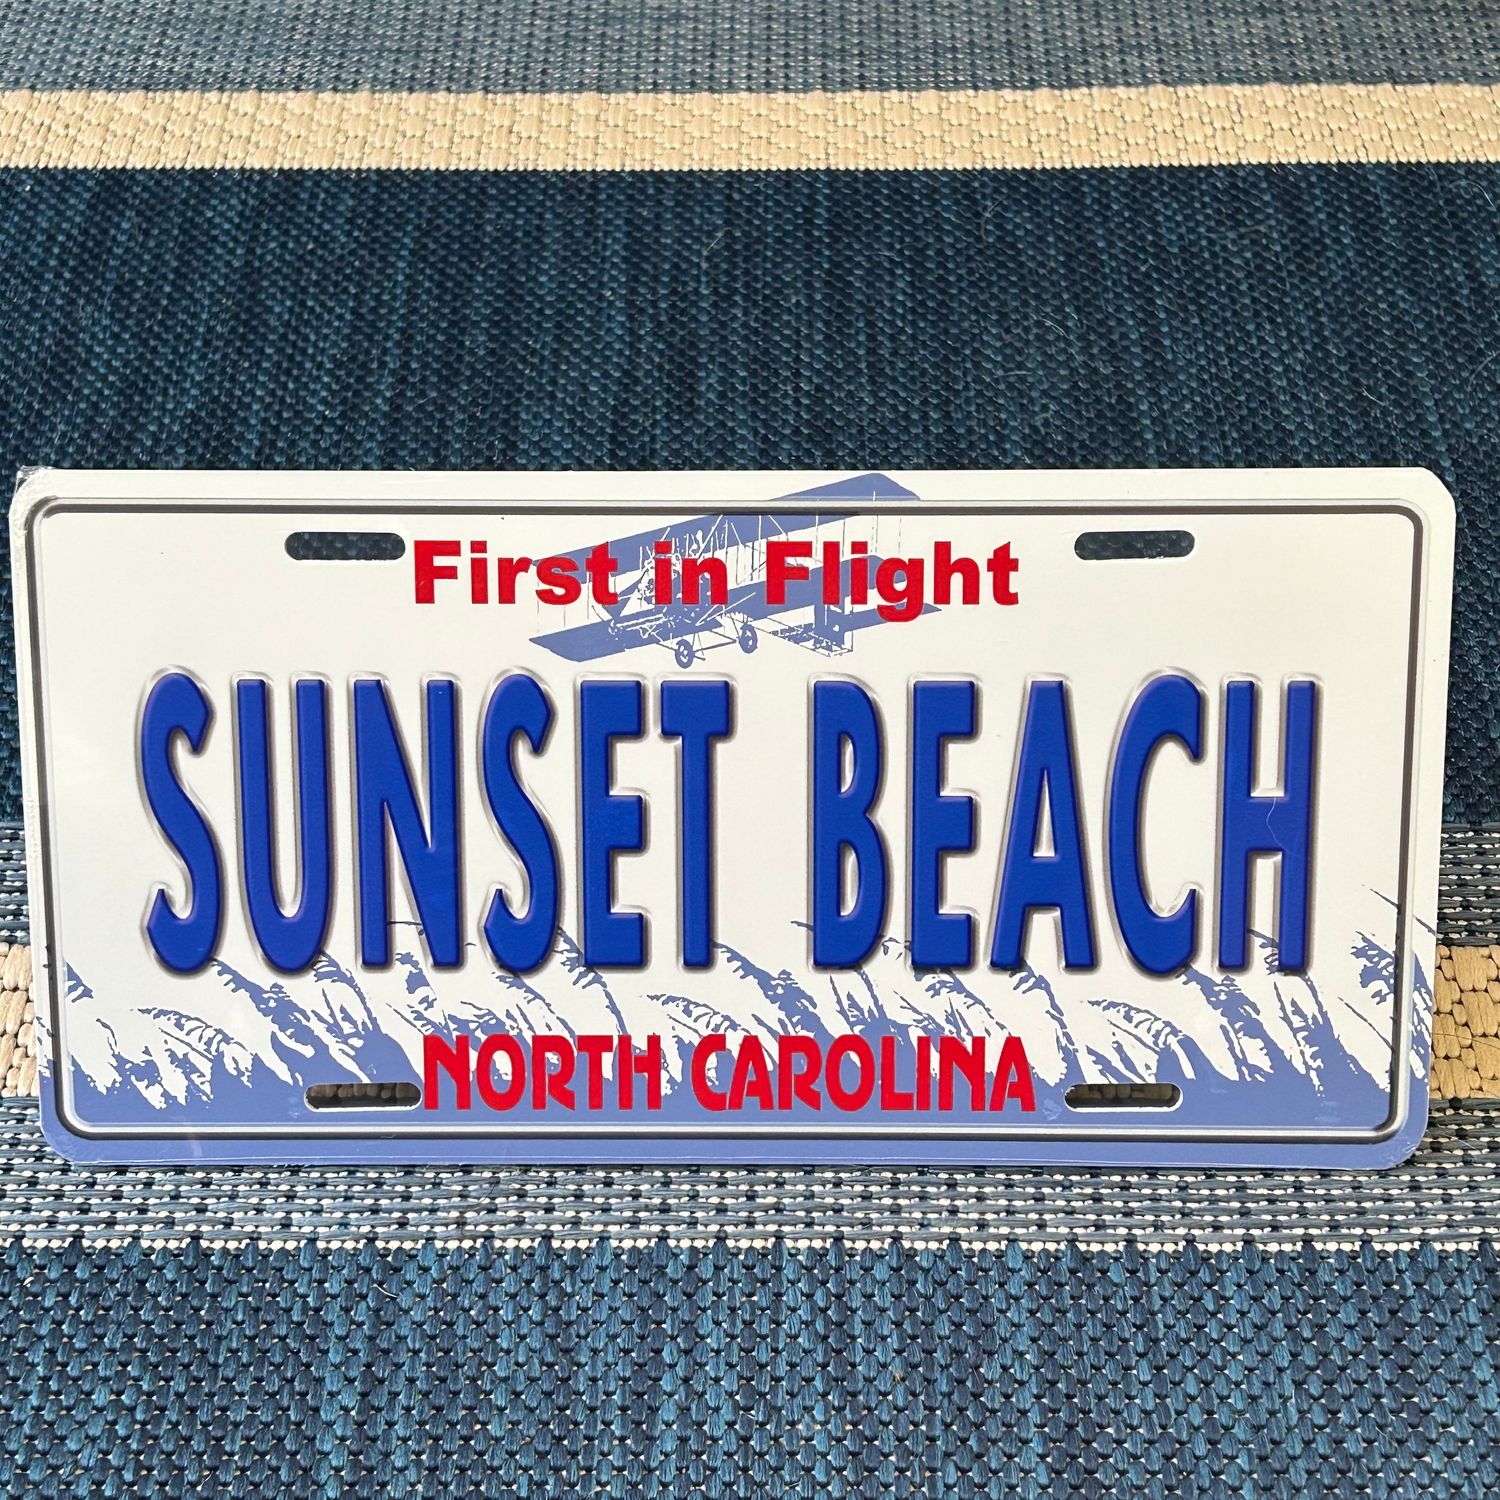 First in Flight
SUNSET BEACH
NORTH CAROLINA